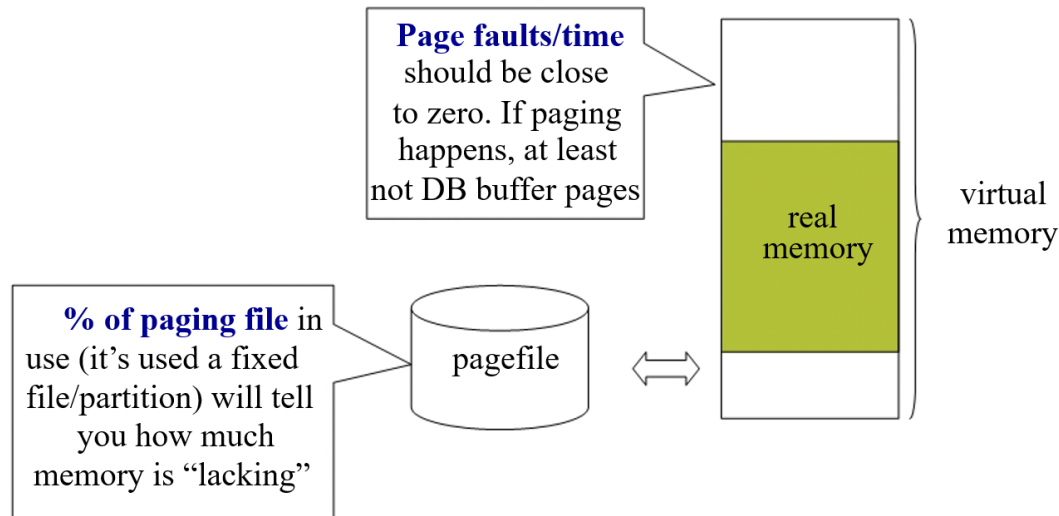 Page faults/time
should be close
to zero. If paging
happens, at least
not DB buffer pages
real
memory
virtual
memory
% of paging file in
use (it’s used a fixed
file/partition) will tell
you how much
memory is “lacking”
pagefile